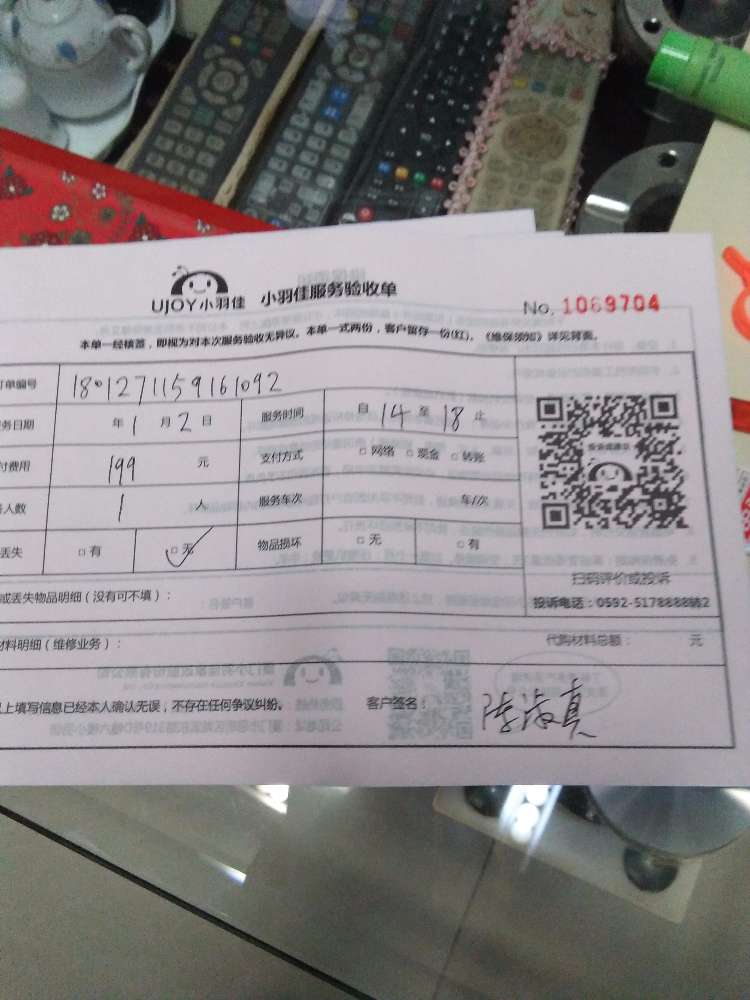 UJOY小羽佳 小羽佳服务验收单 No. 1069704
本单一经核签，即视为对本次服务验收无异议。本单一式两份，客户留存一份(红)。《维保须知》详见背面。
订单编号 1801271159161092
务日期 年 1 月 2 日 服务时间 自 14 至 18 止
付费用 199 元 支付方式 □ 网络 □ 现金 □ 转账
人数 1 人 服务车次 车/次
丢失 □ 有 □ 无 物品损坏 □ 无 □ 有
扫码评价或投诉
或丢失物品明细（没有可不填）： 投诉电话：0592-5178888转2
材料明细（维修业务）： 代购材料总额： 元
上填写信息已经本人确认无误，不存在任何争议纠纷。 客户签名： 陈淑真